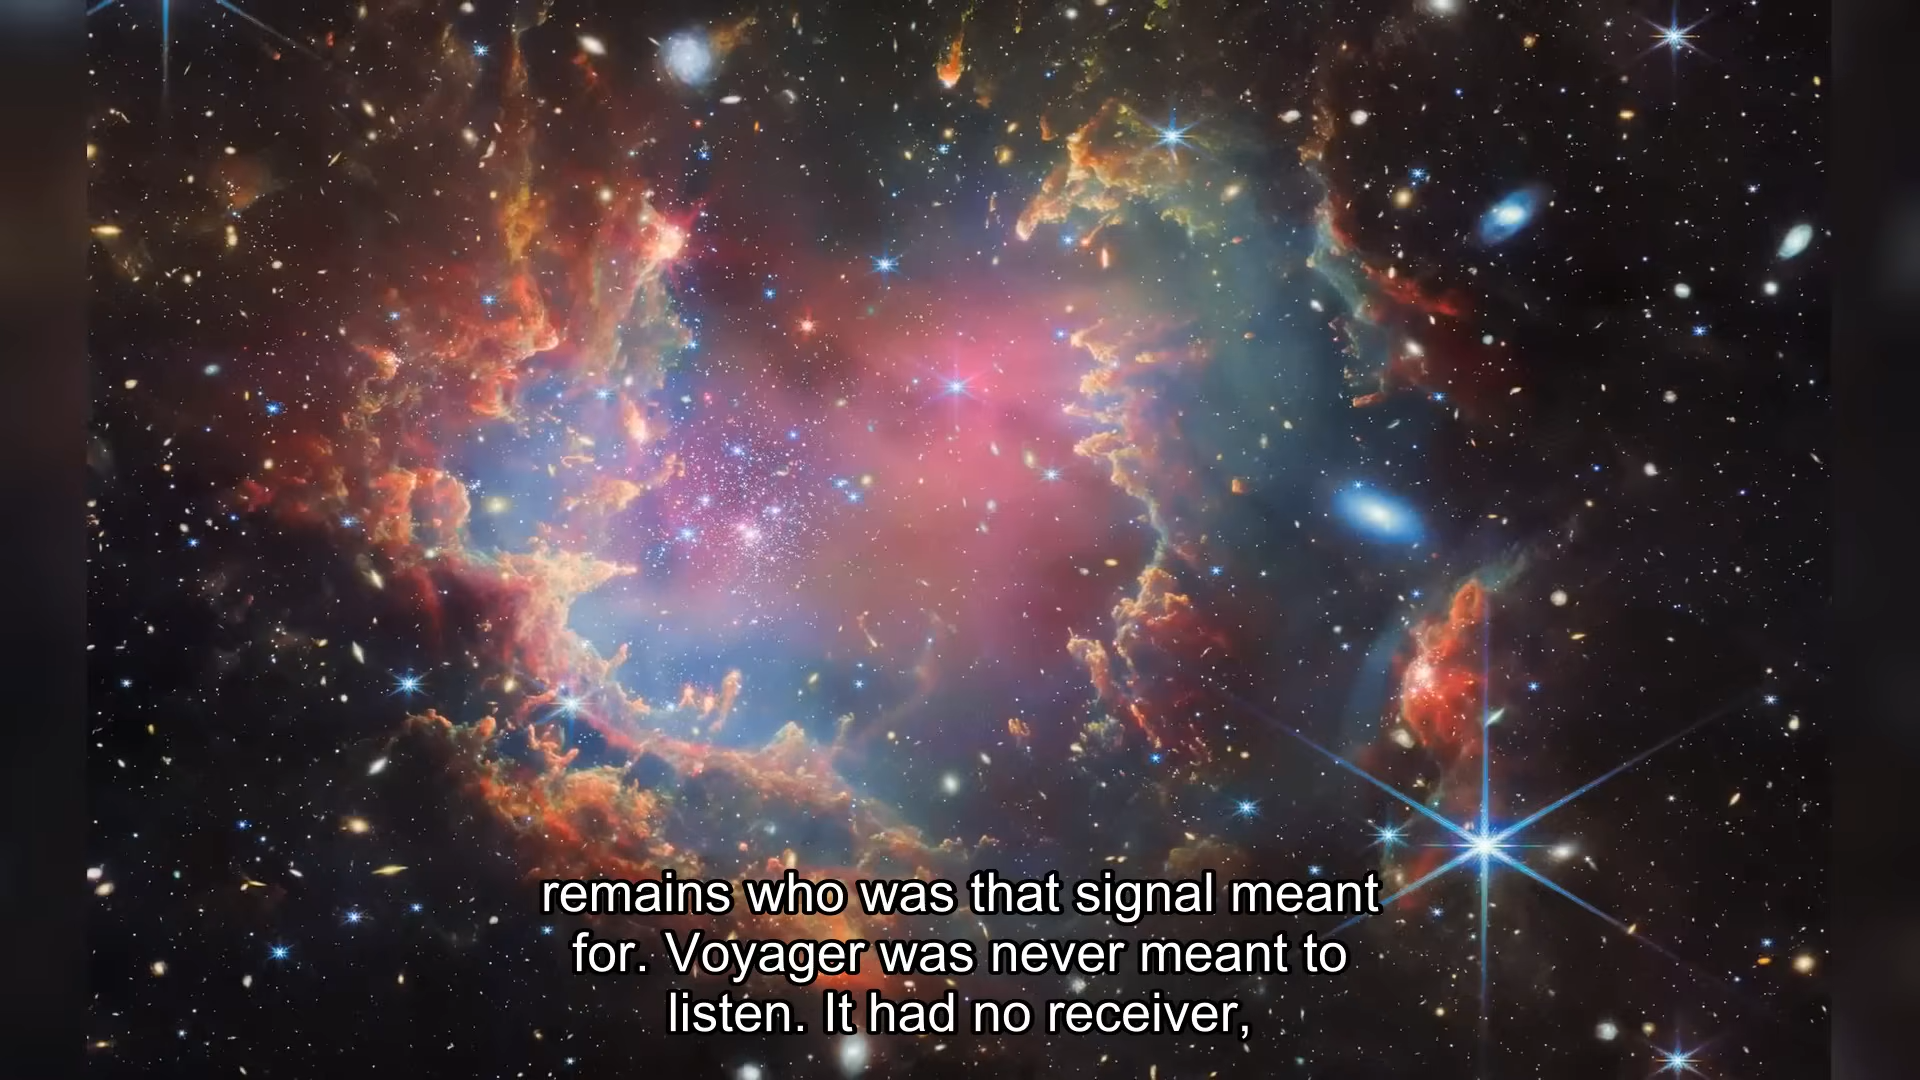 remains who was that signal meant
for. Voyager was never meant to
listen. It had no receiver,